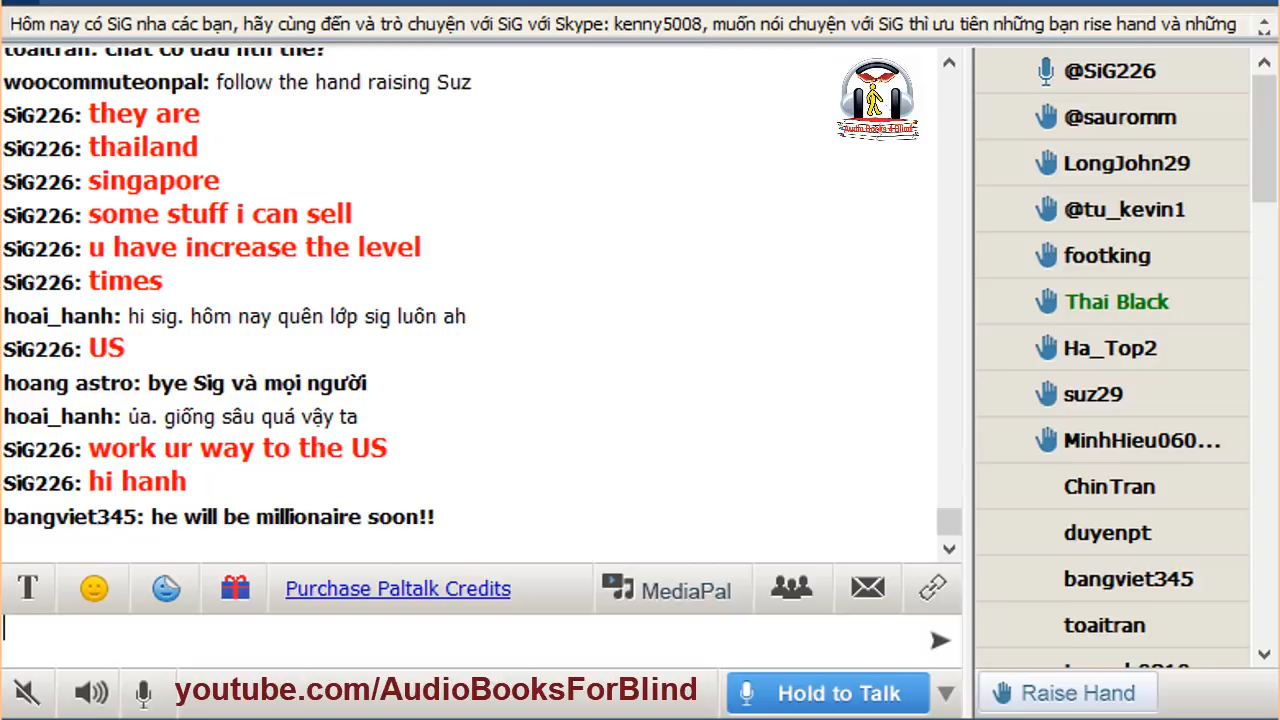 Hôm nay có SiG nha các bạn, hãy cùng đến và trò chuyện với SiG với Skype: kenny5008, muốn nói chuyện với SiG thì ưu tiên những bạn rise hand và những
woocommuteonpal: follow the hand raising Suz
SiG226: they are
SiG226: thailand
SiG226: singapore
SiG226: some stuff i can sell
SiG226: u have increase the level
SiG226: times
hoai_hanh: hi sig. hôm nay quên lớp sig luôn ah
SiG226: US
hoang astro: bye Sig và mọi người
hoai_hanh: ủa. giống sâu quá vậy ta
SiG226: work ur way to the US
SiG226: hi hanh
bangviet345: he will be millionaire soon!!
Audio Books 4 Blind
@SiG226
@sauromm
LongJohn29
@tu_kevin1
footking
Thai Black
Ha_Top2
suz29
MinhHieu060...
ChinTran
duyenpt
bangviet345
toaitran
T
Purchase Paltalk Credits
MediaPal
youtube.com/AudioBooksForBlind
Hold to Talk
Raise Hand